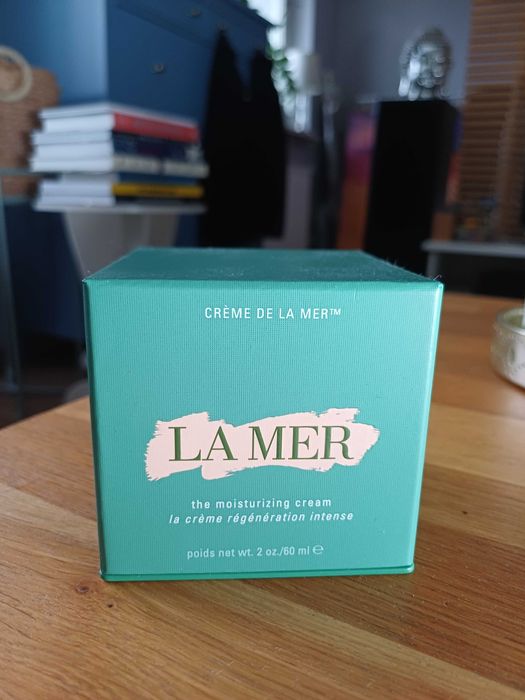 CRÈME DE LA MER™
LA MER
the moisturizing cream
la crème régénération intense
poids net wt. 2 oz./60 ml ℮